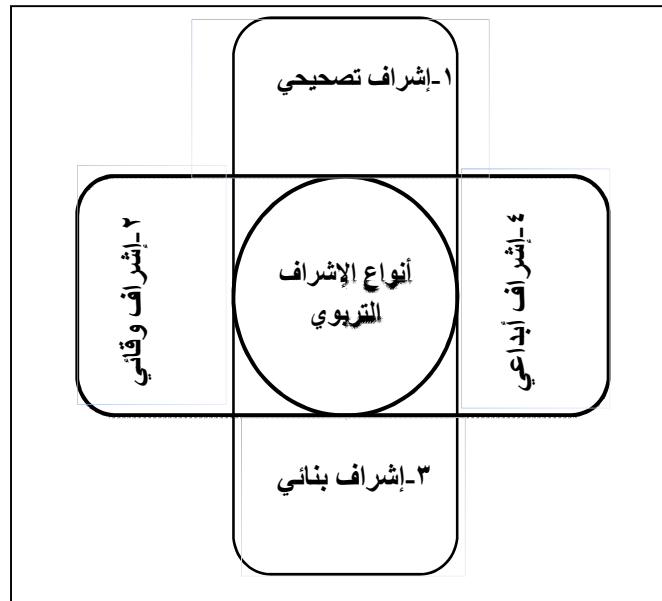 ١-إشراف تصحيحي
أنواع الإشراف
التربوي
٢-إشراف وقائي
٣-إشراف بنائي
٤-إشراف أبداعي